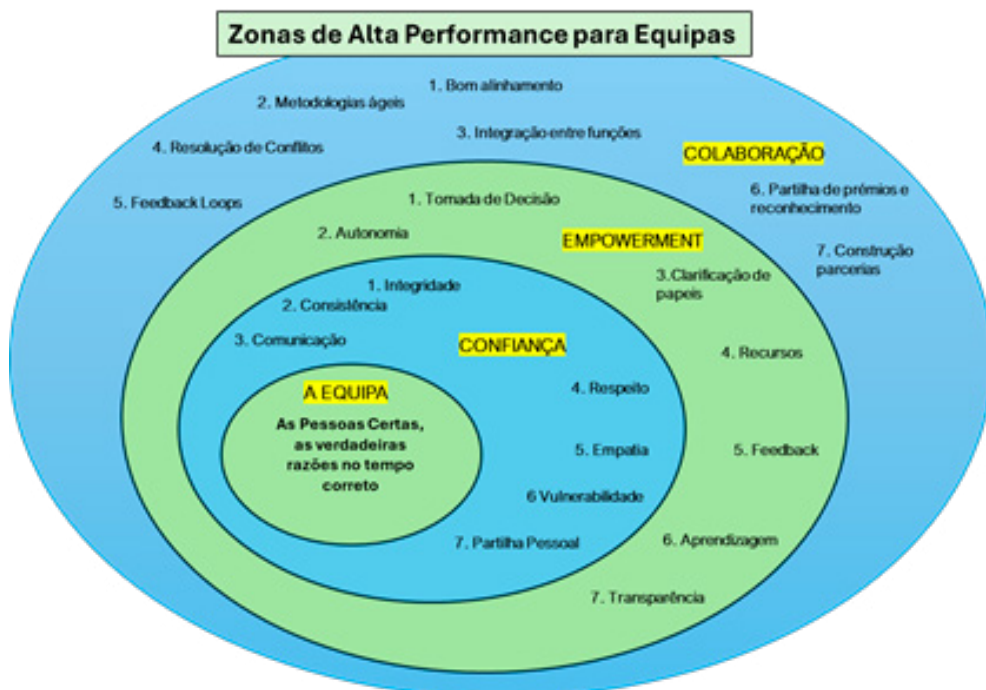 Zonas de Alta Performance para Equipas
1. Bom alinhamento
2. Metodologias ágeis
3. Integração entre funções
4. Resolução de Conflitos
COLABORAÇÃO
5. Feedback Loops
6. Partilha de prémios e
reconhecimento
7. Construção
parcerias
1. Tomada de Decisão
2. Autonomia
EMPOWERMENT
3.Clarificação de
papeis
4. Recursos
5. Feedback
6. Aprendizagem
7. Transparência
1. Integridade
2. Consistência
3. Comunicação
CONFIANÇA
4. Respeito
5. Empatia
6 Vulnerabilidade
7. Partilha Pessoal
A EQUIPA
As Pessoas Certas,
as verdadeiras
razões no tempo
correto